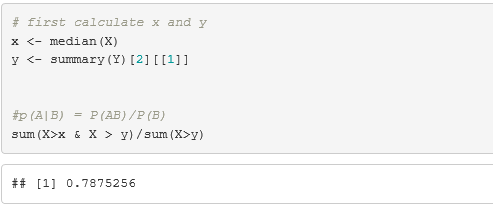 # first calculate x and y
x <- median(X)
y <- summary(Y)[2][[1]]
#p(A|B) = P(AB)/P(B)
sum(X>x & X > y)/sum(X>y)
## [1] 0.7875256